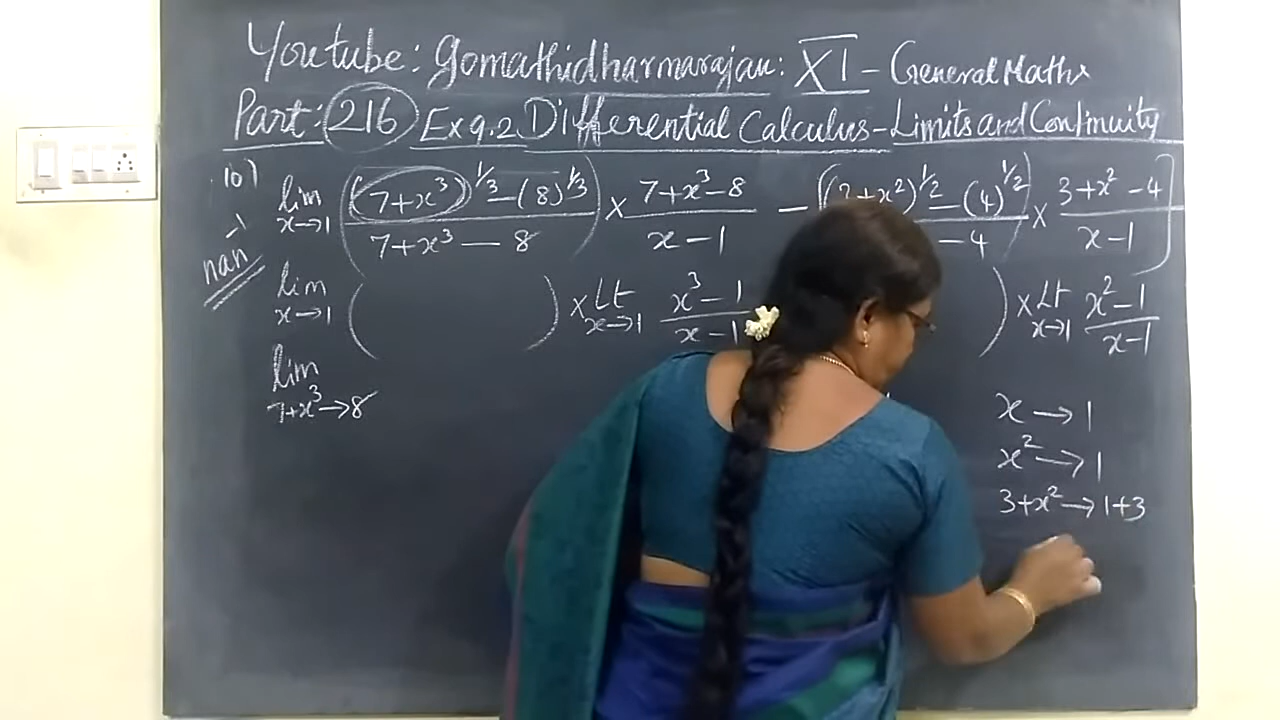 Youtube: Gomathidharmarajan: XI - General Maths
Part: 216 Ex 9.2 Differential Calculus - Limits and Continuity
10) lim x→1 ((7+x³)^1/3 - (8)^1/3 / 7+x³ - 8) × 7+x³-8 / x-1 - ((3+x²)^1/2 - (4)^1/2 / -4) × 3+x²-4 / x-1]
nan
lim x→1 ( ) × Lt x→1 x³-1 / x-1 ) × Lt x→1 x²-1 / x-1
lim 7+x³→8
x → 1
x² → 1
3+x² → 1+3